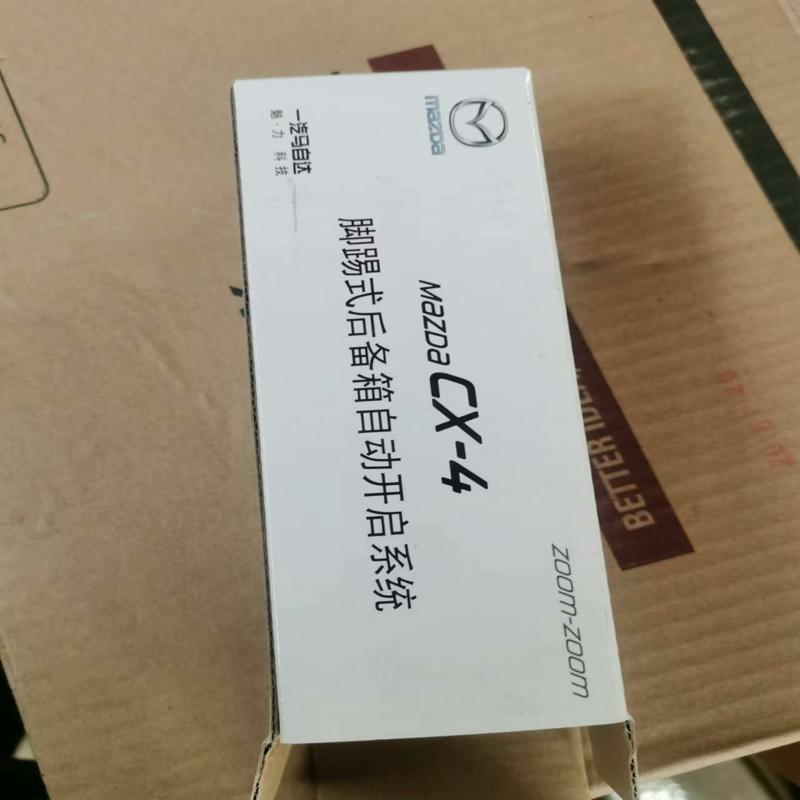 mazda
一汽马自达
魅·力科技
mazda CX-4
脚踢式后备箱自动开启系统
zoom-zoom
BETTER